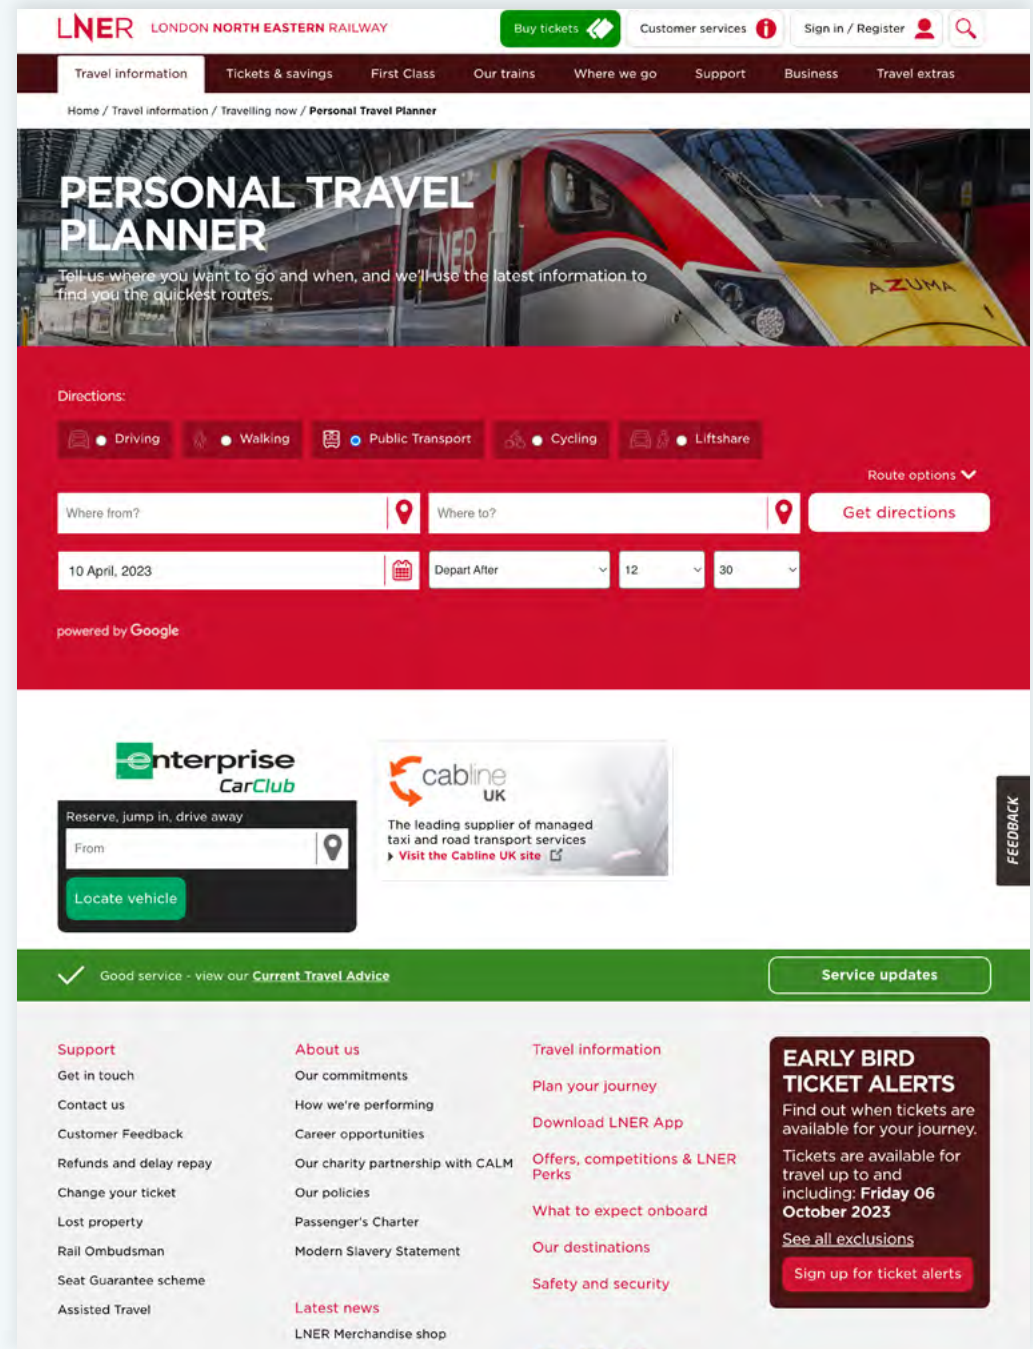 LNER LONDON NORTH EASTERN RAILWAY
Buy tickets
Customer services
Sign in / Register
Travel information
Tickets & savings
First Class
Our trains
Where we go
Support
Business
Travel extras
Home / Travel information / Travelling now / Personal Travel Planner
PERSONAL TRAVEL
PLANNER
Tell us where you want to go and when, and we'll use the latest information to
find you the quickest routes.
LNER
AZUMA
Directions:
Driving
Walking
Public Transport
Cycling
Liftshare
Route options
Where from?
Where to?
Get directions
10 April, 2023
Depart After
12
30
powered by Google
enterprise
CarClub
Reserve, jump in, drive away
From
Locate vehicle
cabline
UK
The leading supplier of managed
taxi and road transport services
Visit the Cabline UK site
FEEDBACK
Good service - view our Current Travel Advice
Service updates
Support
Get in touch
Contact us
Customer Feedback
Refunds and delay repay
Change your ticket
Lost property
Rail Ombudsman
Seat Guarantee scheme
Assisted Travel
About us
Our commitments
How we're performing
Career opportunities
Our charity partnership with CALM
Our policies
Passenger's Charter
Modern Slavery Statement
Latest news
LNER Merchandise shop
Travel information
Plan your journey
Download LNER App
Offers, competitions & LNER
Perks
What to expect onboard
Our destinations
Safety and security
EARLY BIRD
TICKET ALERTS
Find out when tickets are
available for your journey.
Tickets are available for
travel up to and
including: Friday 06
October 2023
See all exclusions
Sign up for ticket alerts